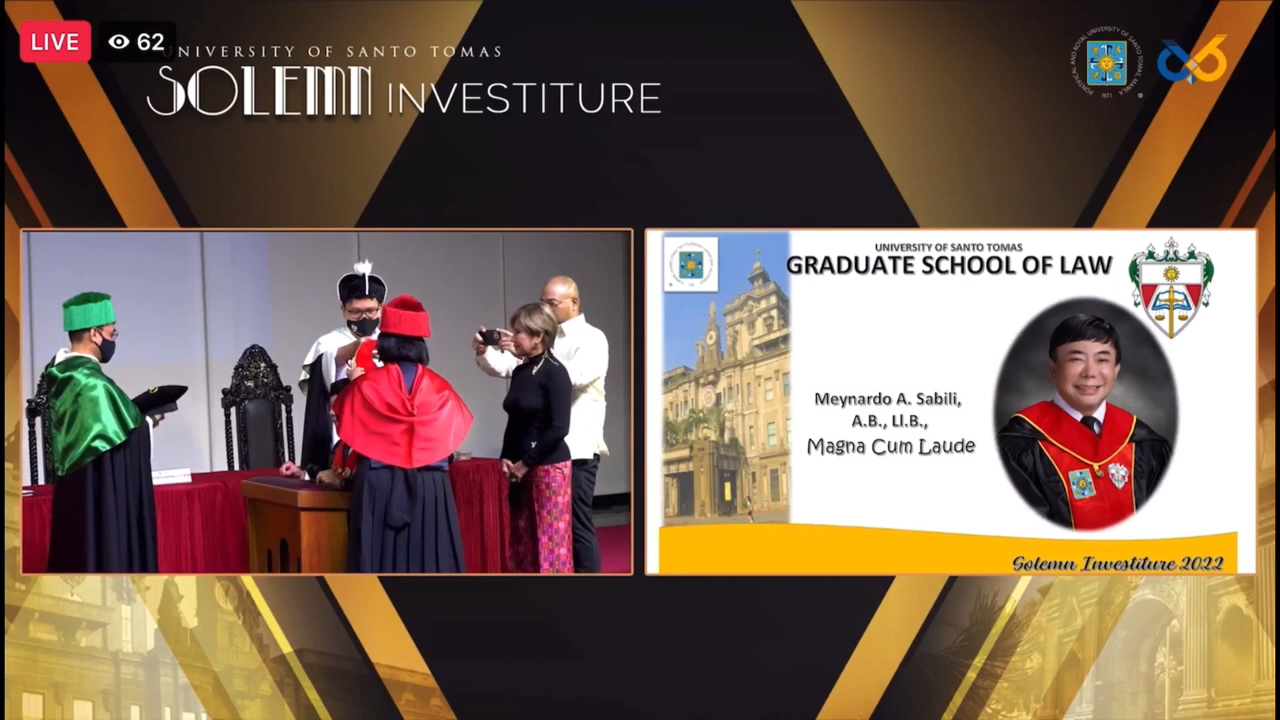 LIVE
62
UNIVERSITY OF SANTO TOMAS
SOLEMN INVESTITURE
UNIVERSITY OF SANTO TOMAS
GRADUATE SCHOOL OF LAW
Meynardo A. Sabili,
A.B., Ll.B.,
Magna Cum Laude
Solemn Investiture 2022